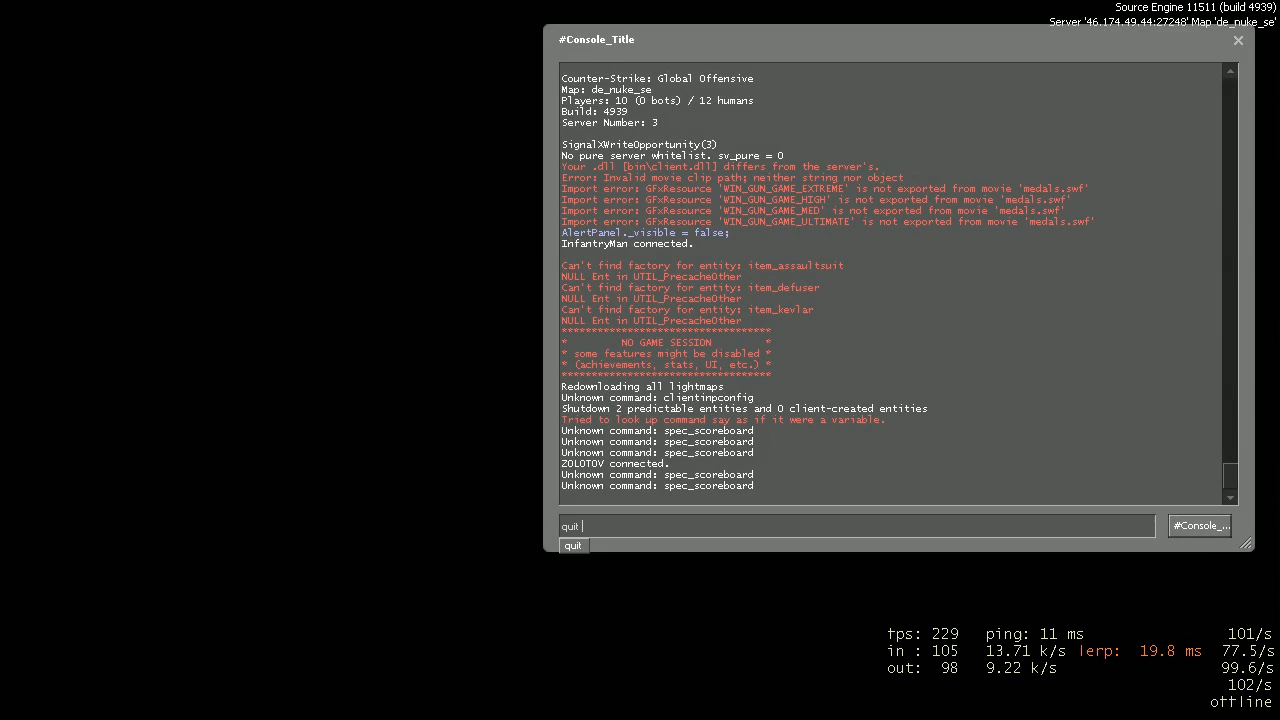 Source Engine 11511 (build 4939)
Server '46.174.49.44:27248' Map 'de_nuke_se'
#Console_Title
Counter-Strike: Global Offensive
Map: de_nuke_se
Players: 10 (0 bots) / 12 humans
Build: 4939
Server Number: 3
SignalXWriteOpportunity(3)
No pure server whitelist. sv_pure = 0
Your .dll [bin\client.dll] differs from the server's.
Error: Invalid movie clip path; neither string nor object
Import error: GFxResource 'WIN_GUN_GAME_EXTREME' is not exported from movie 'medals.swf'
Import error: GFxResource 'WIN_GUN_GAME_HIGH' is not exported from movie 'medals.swf'
Import error: GFxResource 'WIN_GUN_GAME_MED' is not exported from movie 'medals.swf'
Import error: GFxResource 'WIN_GUN_GAME_ULTIMATE' is not exported from movie 'medals.swf'
AlertPanel._visible = false;
InfantryMan connected.
Can't find factory for entity: item_assaultsuit
NULL Ent in UTIL_PrecacheOther
Can't find factory for entity: item_defuser
NULL Ent in UTIL_PrecacheOther
Can't find factory for entity: item_kevlar
NULL Ent in UTIL_PrecacheOther
***********************************
* NO GAME SESSION *
* some features might be disabled *
* (achievements, stats, UI, etc.) *
***********************************
Redownloading all lightmaps
Unknown command: clientinpconfig
Shutdown 2 predictable entities and 0 client-created entities
Tried to look up command say as if it were a variable.
Unknown command: spec_scoreboard
Unknown command: spec_scoreboard
Unknown command: spec_scoreboard
ZOLOTOV connected.
Unknown command: spec_scoreboard
Unknown command: spec_scoreboard
quit
#Console_...
quit
fps: 229 ping: 11 ms 101/s
in : 105 13.71 k/s lerp: 19.8 ms 77.5/s
out: 98 9.22 k/s 99.6/s
102/s
offline